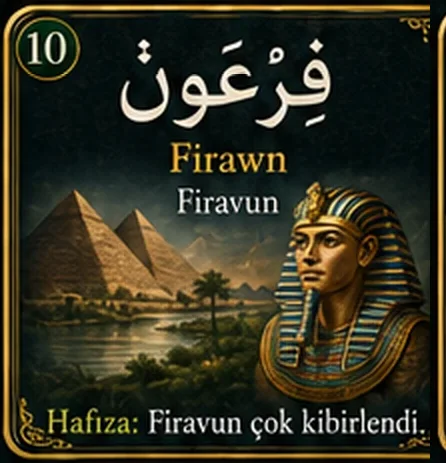 10
فِرْعَوْن
Firawn
Firavun
Hafıza: Firavun çok kibirlendi.